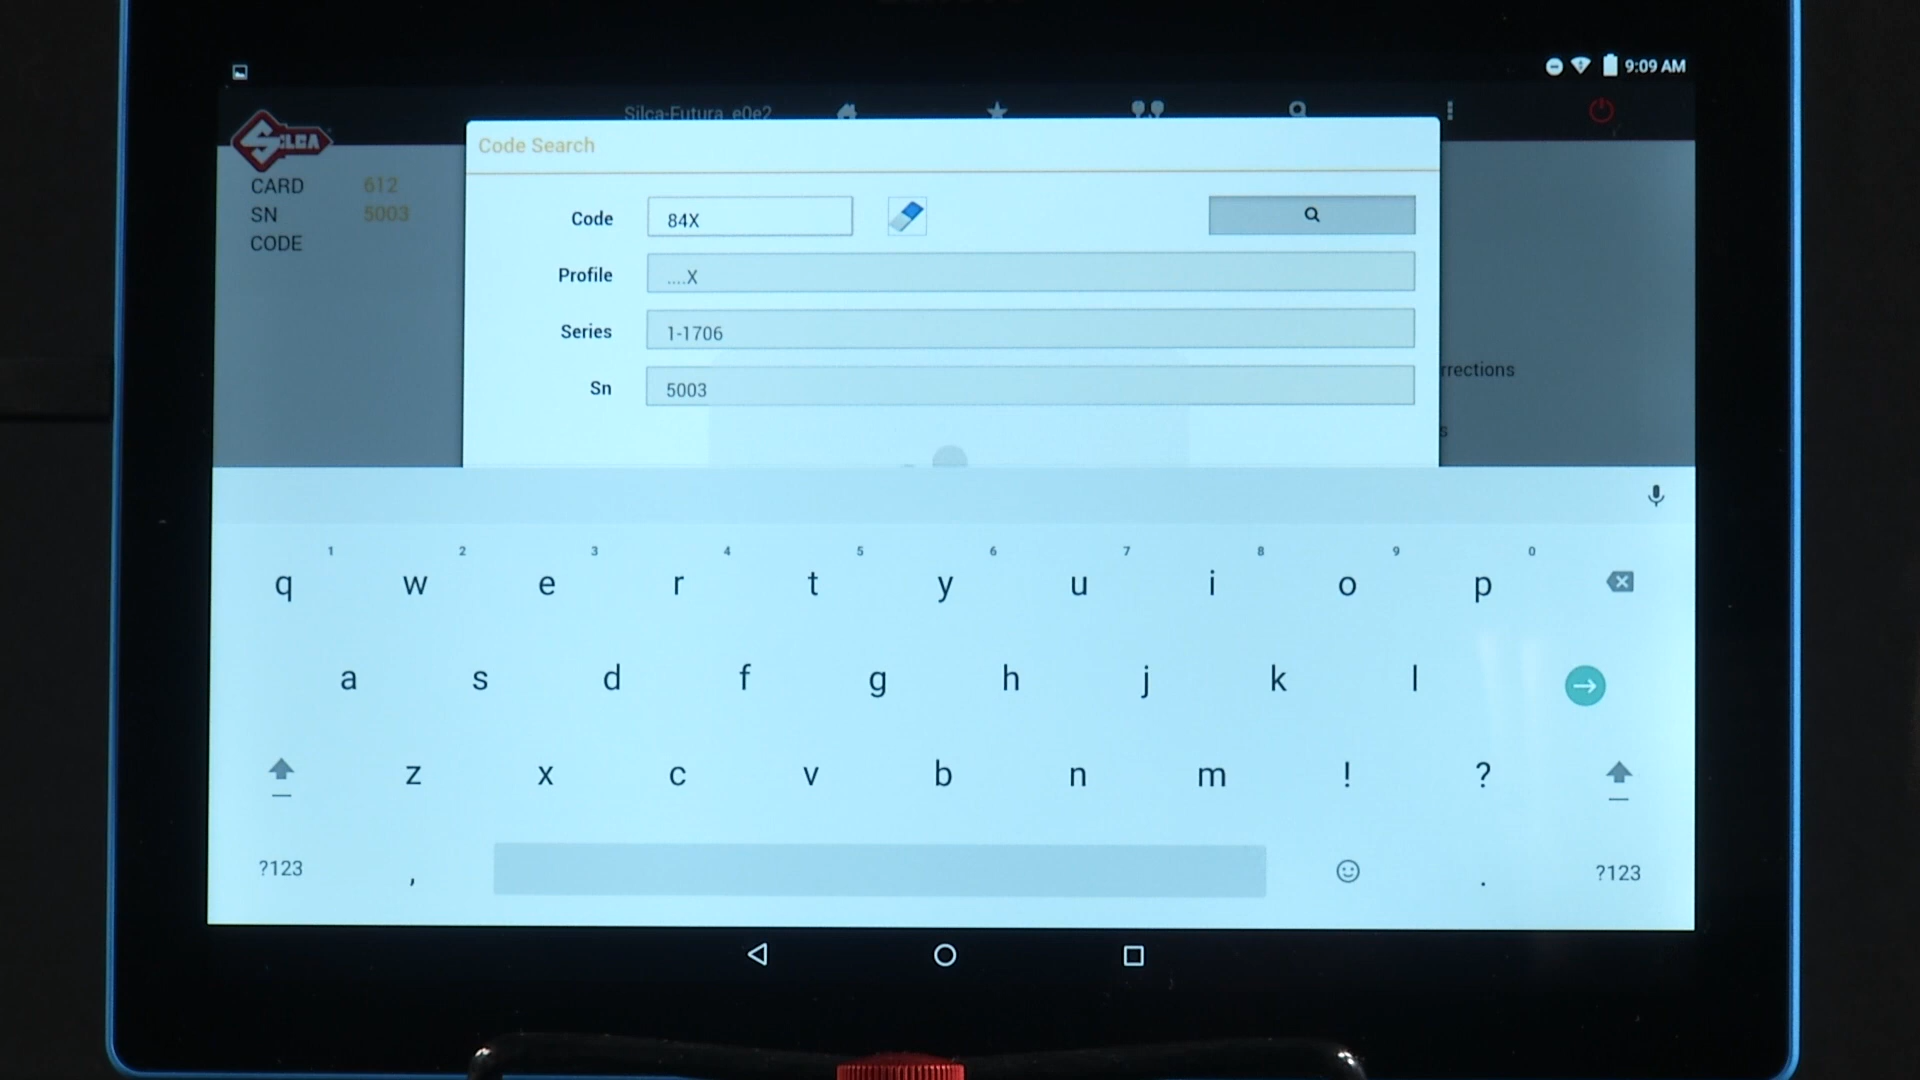 9:09 AM
Silca-Futura_e0e2
SILCA
Code Search
CARD 612
SN 5003
CODE
Code 84X
Profile ....X
Series 1-1706
Sn 5003
rrections
s
1 2 3 4 5 6 7 8 9 0
q w e r t y u i o p
a s d f g h j k l
z x c v b n m ! ?
?123 , . ?123